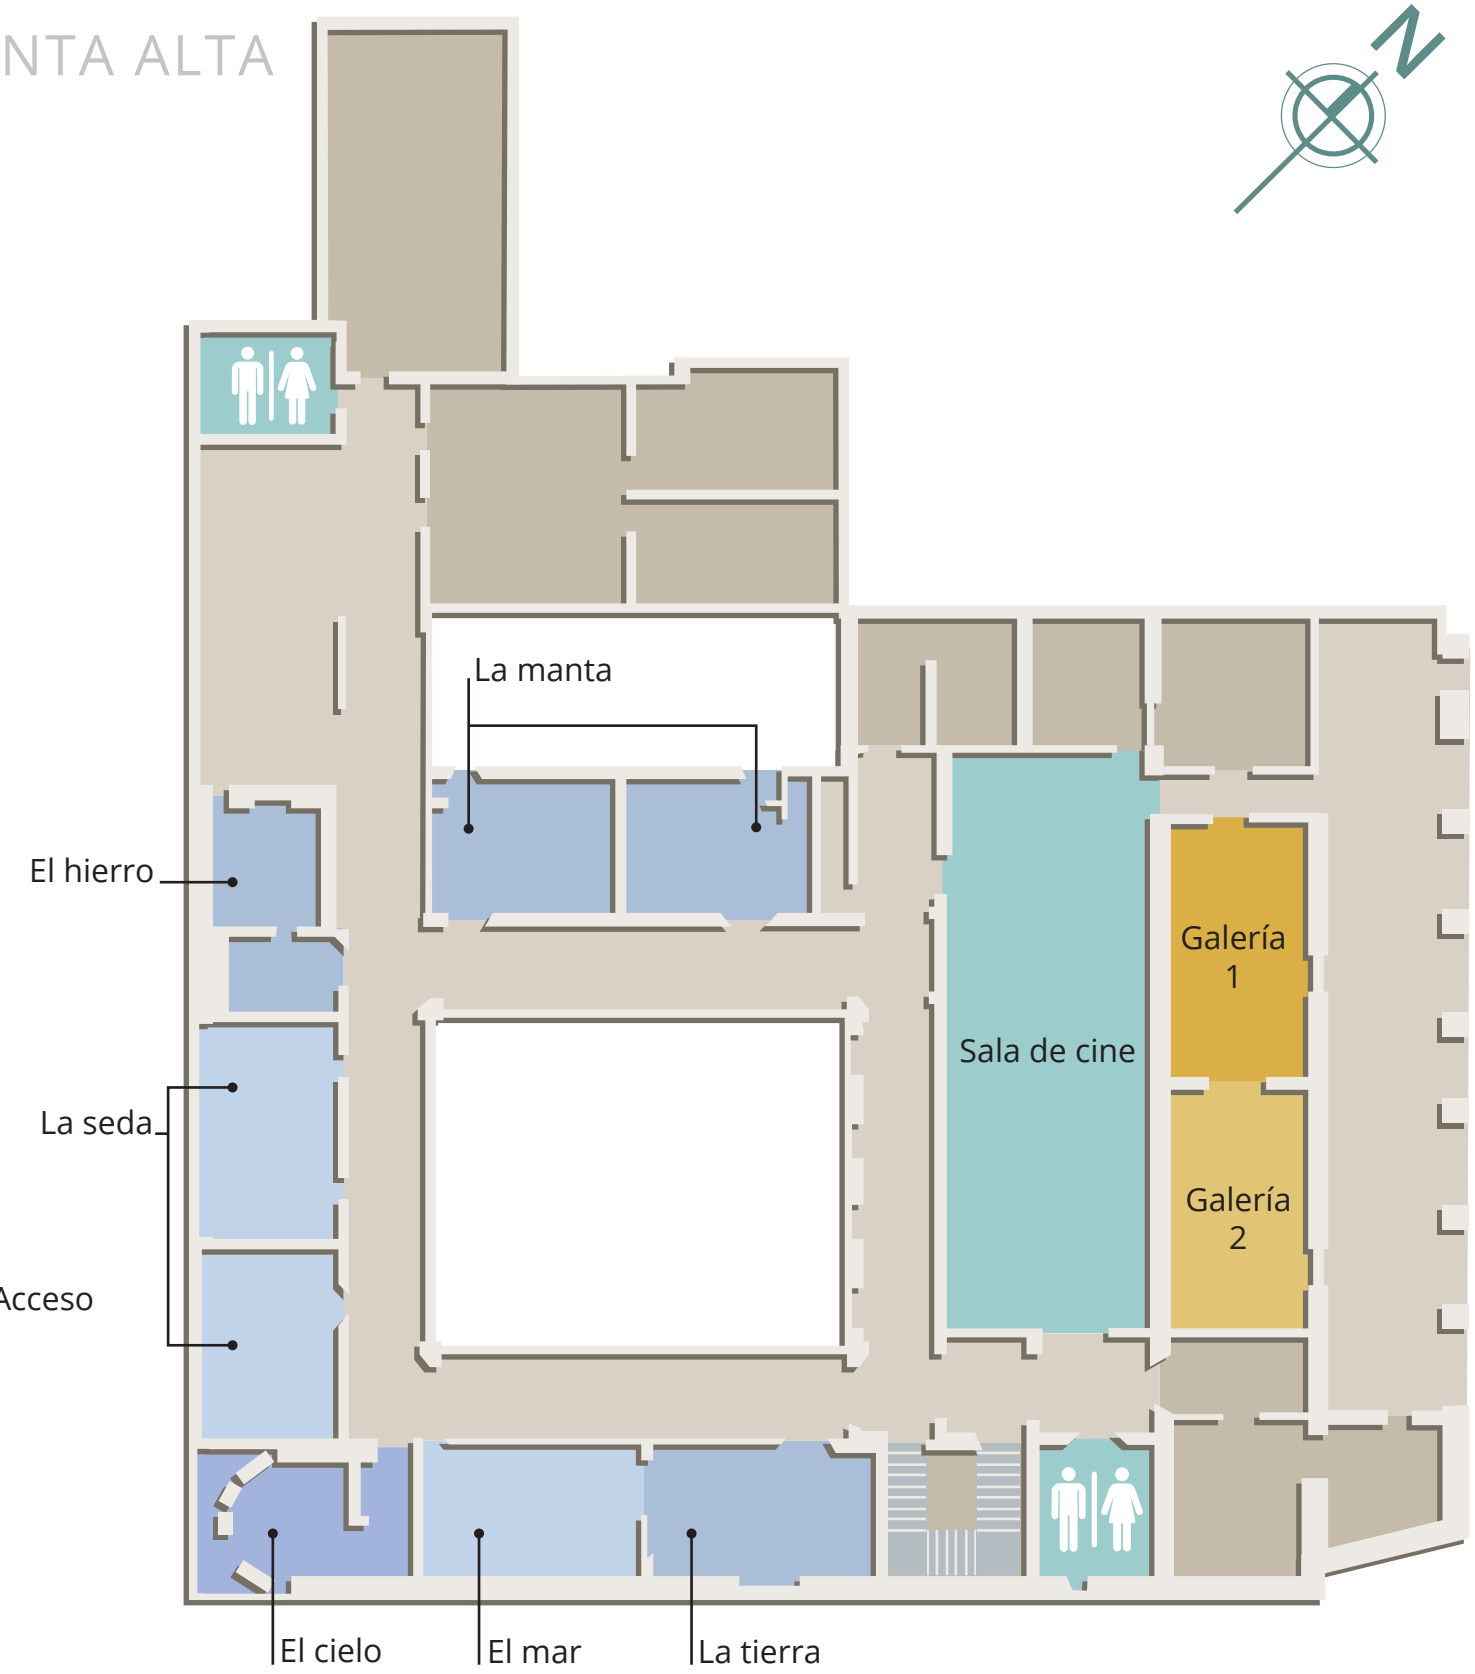 NTA ALTA
N
La manta
El hierro
Galería
1
Sala de cine
La seda
Galería
2
Acceso
El cielo
El mar
La tierra